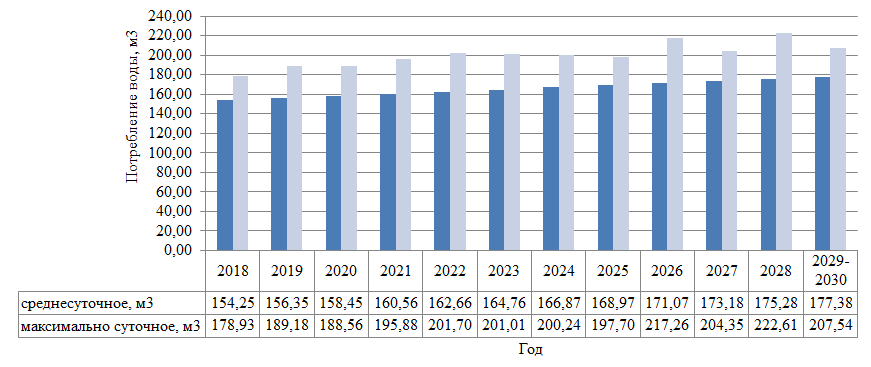 240,00
220,00
200,00
180,00
160,00
140,00
120,00
100,00
80,00
60,00
40,00
20,00
0,00
Потребление воды, м3
2018 2019 2020 2021 2022 2023 2024 2025 2026 2027 2028 2029-
2030
среднесуточное, м3 154,25 156,35 158,45 160,56 162,66 164,76 166,87 168,97 171,07 173,18 175,28 177,38
максимально суточное, м3 178,93 189,18 188,56 195,88 201,70 201,01 200,24 197,70 217,26 204,35 222,61 207,54
Год